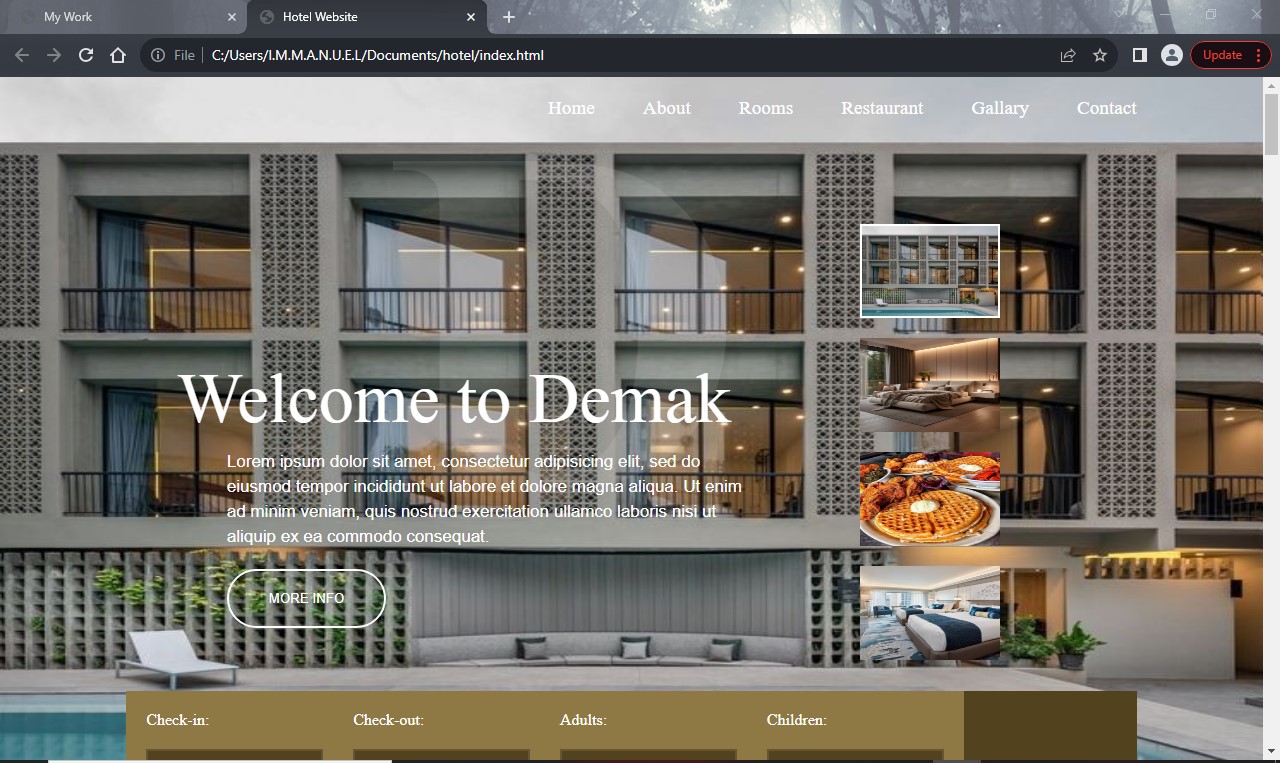 My Work
Hotel Website
File
C:/Users/I.M.M.A.N.U.E.L/Documents/hotel/index.html
Update
Home About Rooms Restaurant Gallary Contact
D
Welcome to Demak
Lorem ipsum dolor sit amet, consectetur adipisicing elit, sed do
eiusmod tempor incididunt ut labore et dolore magna aliqua. Ut enim
ad minim veniam, quis nostrud exercitation ullamco laboris nisi ut
aliquip ex ea commodo consequat.
MORE INFO
Check-in: Check-out: Adults: Children: